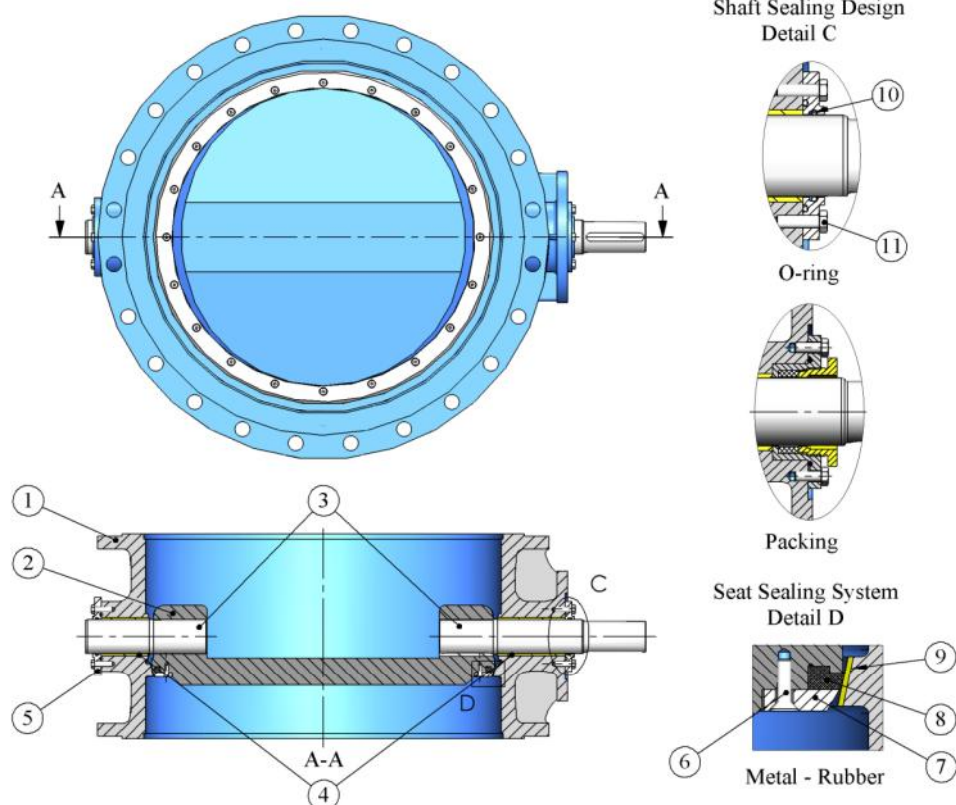 Shaft Sealing Design
Detail C
10
A
A
11
O-ring
1
3
2
C
Packing
Seat Sealing System
Detail D
9
D
8
5
6
7
A-A
4
Metal - Rubber